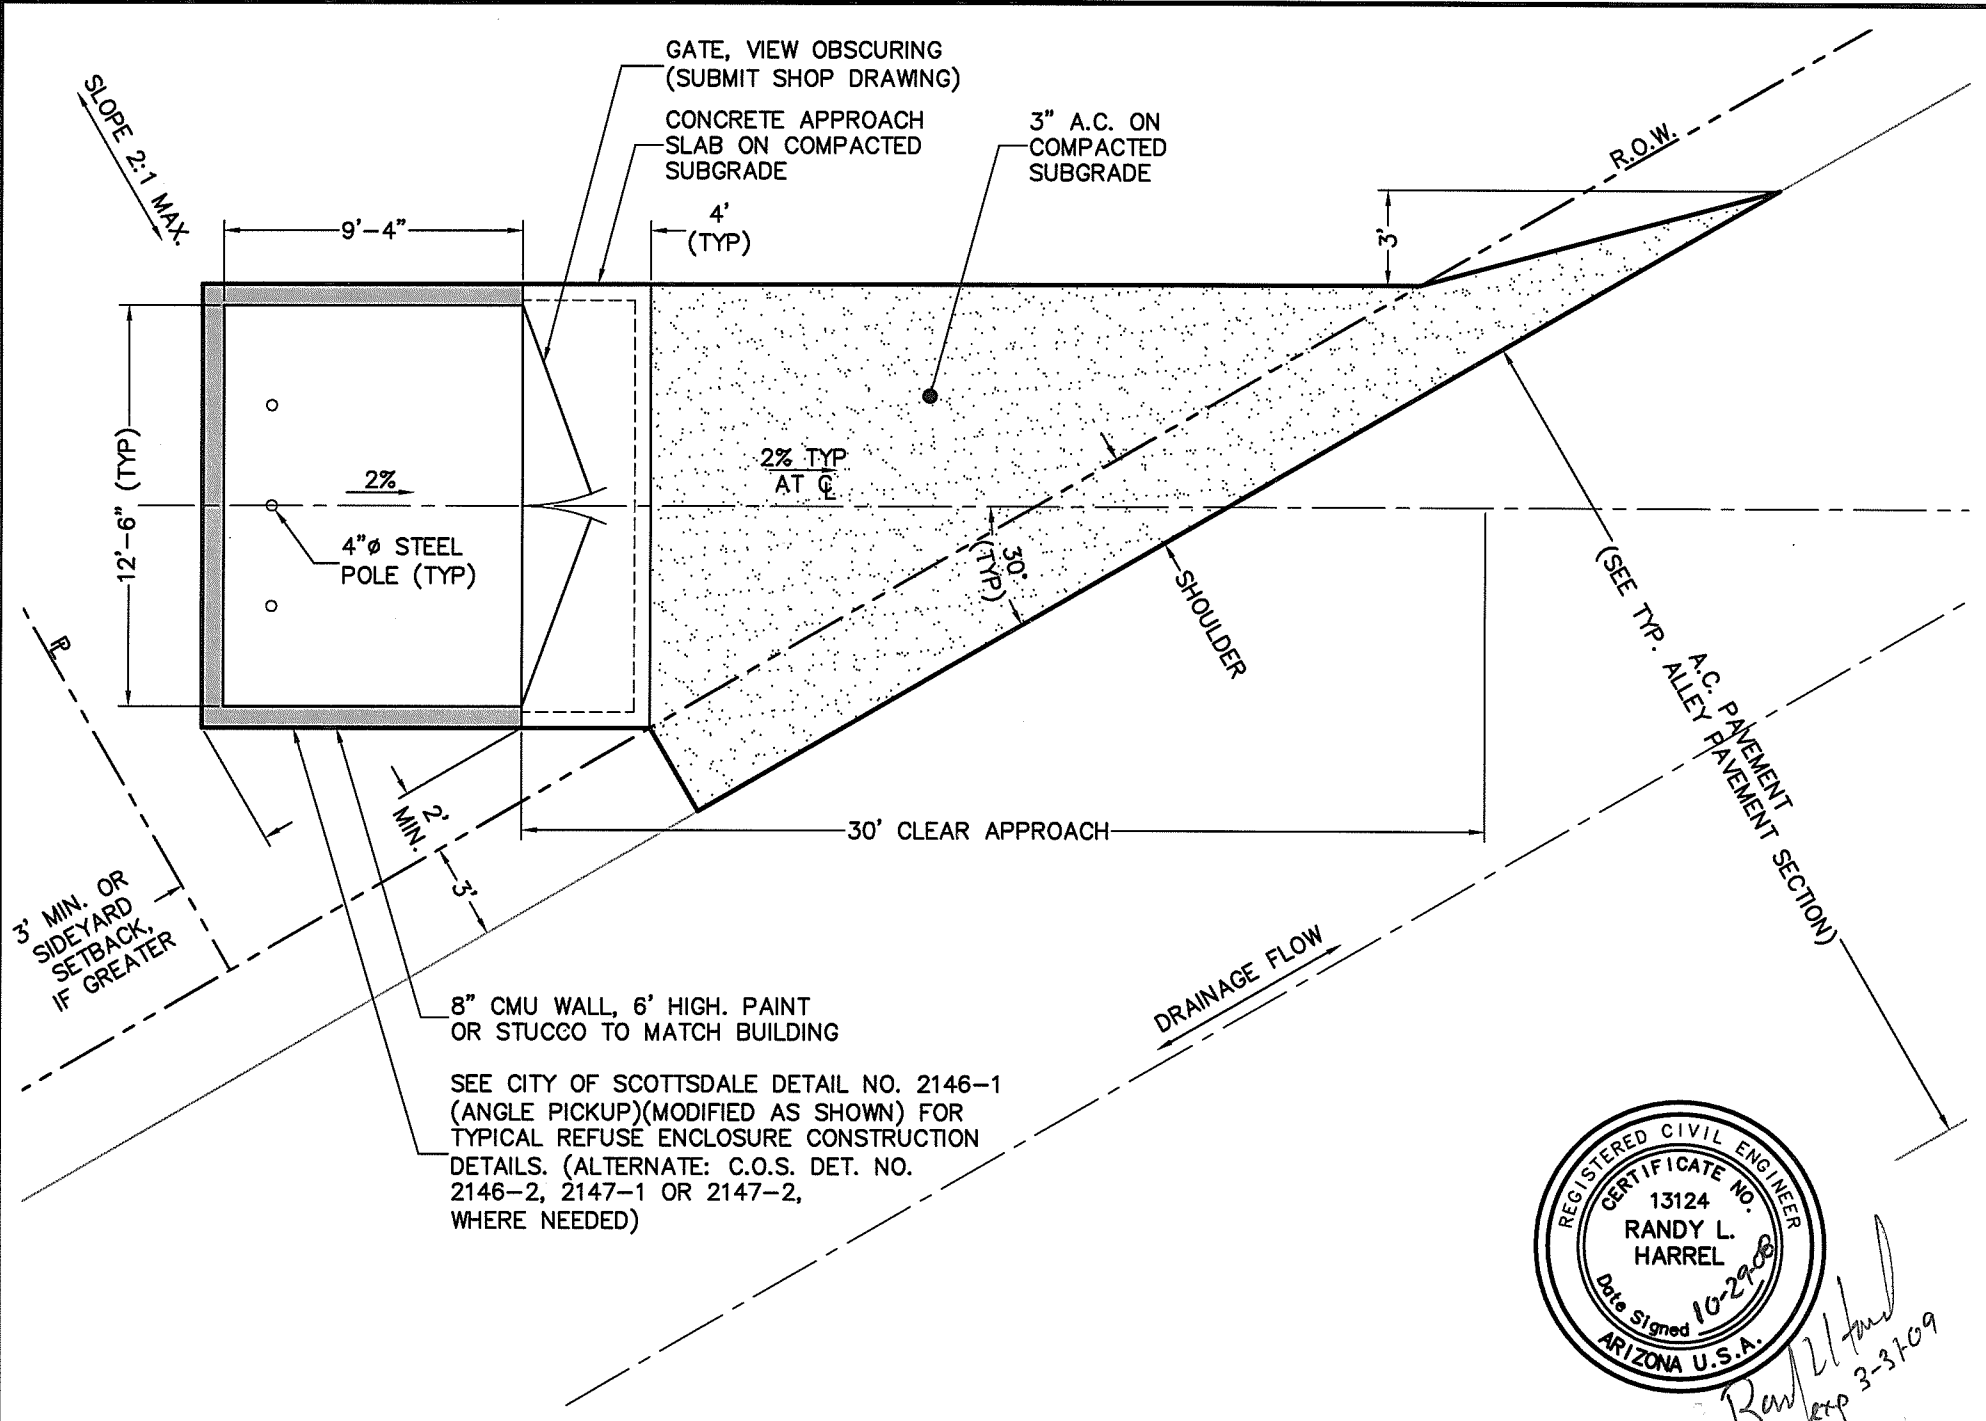 GATE, VIEW OBSCURING
(SUBMIT SHOP DRAWING)
CONCRETE APPROACH
SLAB ON COMPACTED
SUBGRADE
3" A.C. ON
COMPACTED
SUBGRADE
R.O.W.
SLOPE 2:1 MAX.
9'-4"
4'
(TYP)
3'
12'-6" (TYP)
2%
2% TYP
AT ℄
4"ø STEEL
POLE (TYP)
30°
(TYP)
SHOULDER
A.C. PAVEMENT
(SEE TYP. ALLEY PAVEMENT SECTION)
℄
2'
MIN.
3'
30' CLEAR APPROACH
3' MIN. OR
SIDEYARD
SETBACK,
IF GREATER
DRAINAGE FLOW
8" CMU WALL, 6' HIGH. PAINT
OR STUCCO TO MATCH BUILDING
SEE CITY OF SCOTTSDALE DETAIL NO. 2146-1
(ANGLE PICKUP)(MODIFIED AS SHOWN) FOR
TYPICAL REFUSE ENCLOSURE CONSTRUCTION
DETAILS. (ALTERNATE: C.O.S. DET. NO.
2146-2, 2147-1 OR 2147-2,
WHERE NEEDED)
REGISTERED CIVIL ENGINEER
CERTIFICATE NO.
13124
RANDY L.
HARREL
Date Signed 10-29-08
ARIZONA U.S.A.
exp 3-31-09